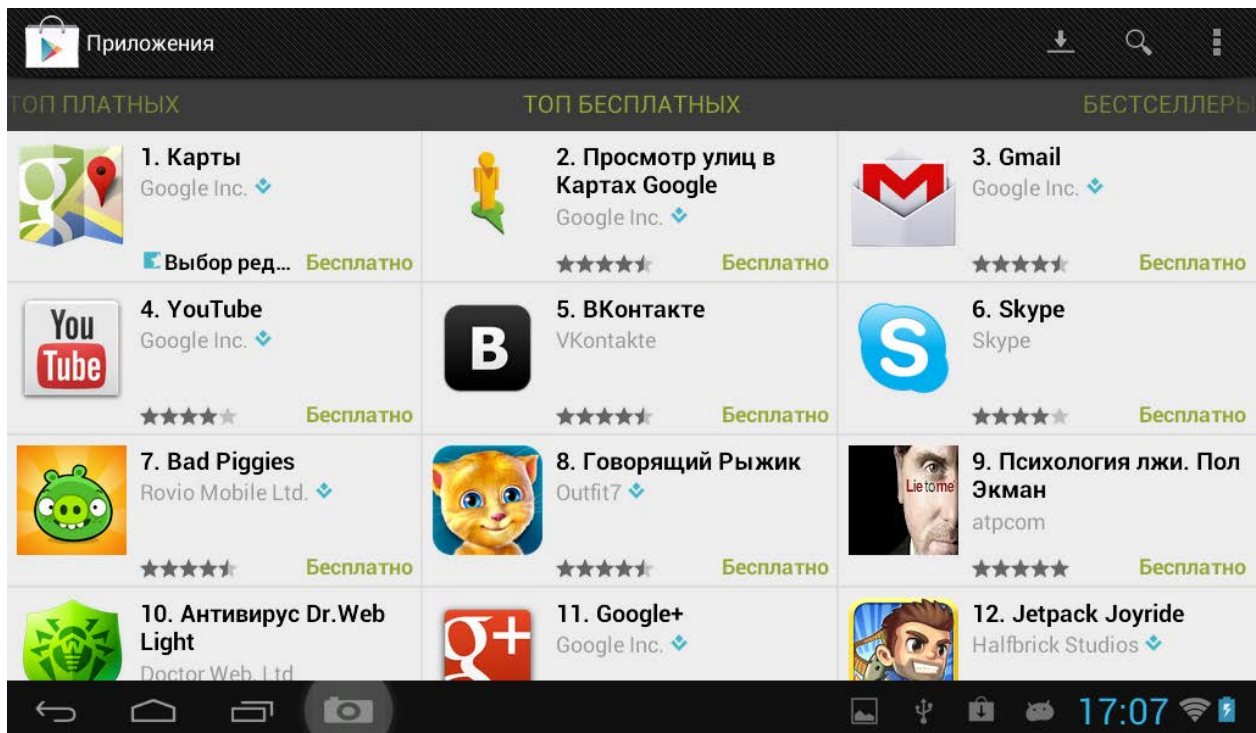 Приложения
ТОП ПЛАТНЫХ
ТОП БЕСПЛАТНЫХ
БЕСТСЕЛЛЕРЫ
1. Карты
Google Inc.
Выбор ред... Бесплатно
2. Просмотр улиц в
Картах Google
Google Inc.
Бесплатно
3. Gmail
Google Inc.
Бесплатно
You
Tube
4. YouTube
Google Inc.
Бесплатно
B
5. ВКонтакте
VKontakte
Бесплатно
S
6. Skype
Skype
Бесплатно
7. Bad Piggies
Rovio Mobile Ltd.
Бесплатно
8. Говорящий Рыжик
Outfit7
Бесплатно
Lie to me
9. Психология лжи. Пол
Экман
atpcom
Бесплатно
10. Антивирус Dr.Web
Light
Doctor Web, Ltd
g+
11. Google+
Google Inc.
12. Jetpack Joyride
Halfbrick Studios
17:07